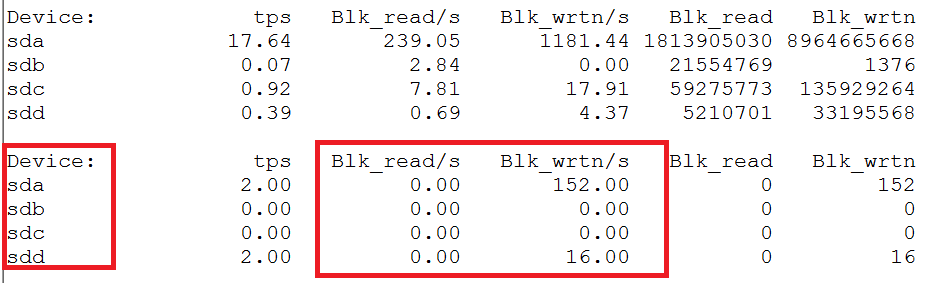 Device: tps Blk_read/s Blk_wrtn/s Blk_read Blk_wrtn
sda 17.64 239.05 1181.44 1813905030 8964665668
sdb 0.07 2.84 0.00 21554769 1376
sdc 0.92 7.81 17.91 59275773 135929264
sdd 0.39 0.69 4.37 5210701 33195568
Device: tps Blk_read/s Blk_wrtn/s Blk_read Blk_wrtn
sda 2.00 0.00 152.00 0 152
sdb 0.00 0.00 0.00 0 0
sdc 0.00 0.00 0.00 0 0
sdd 2.00 0.00 16.00 0 16